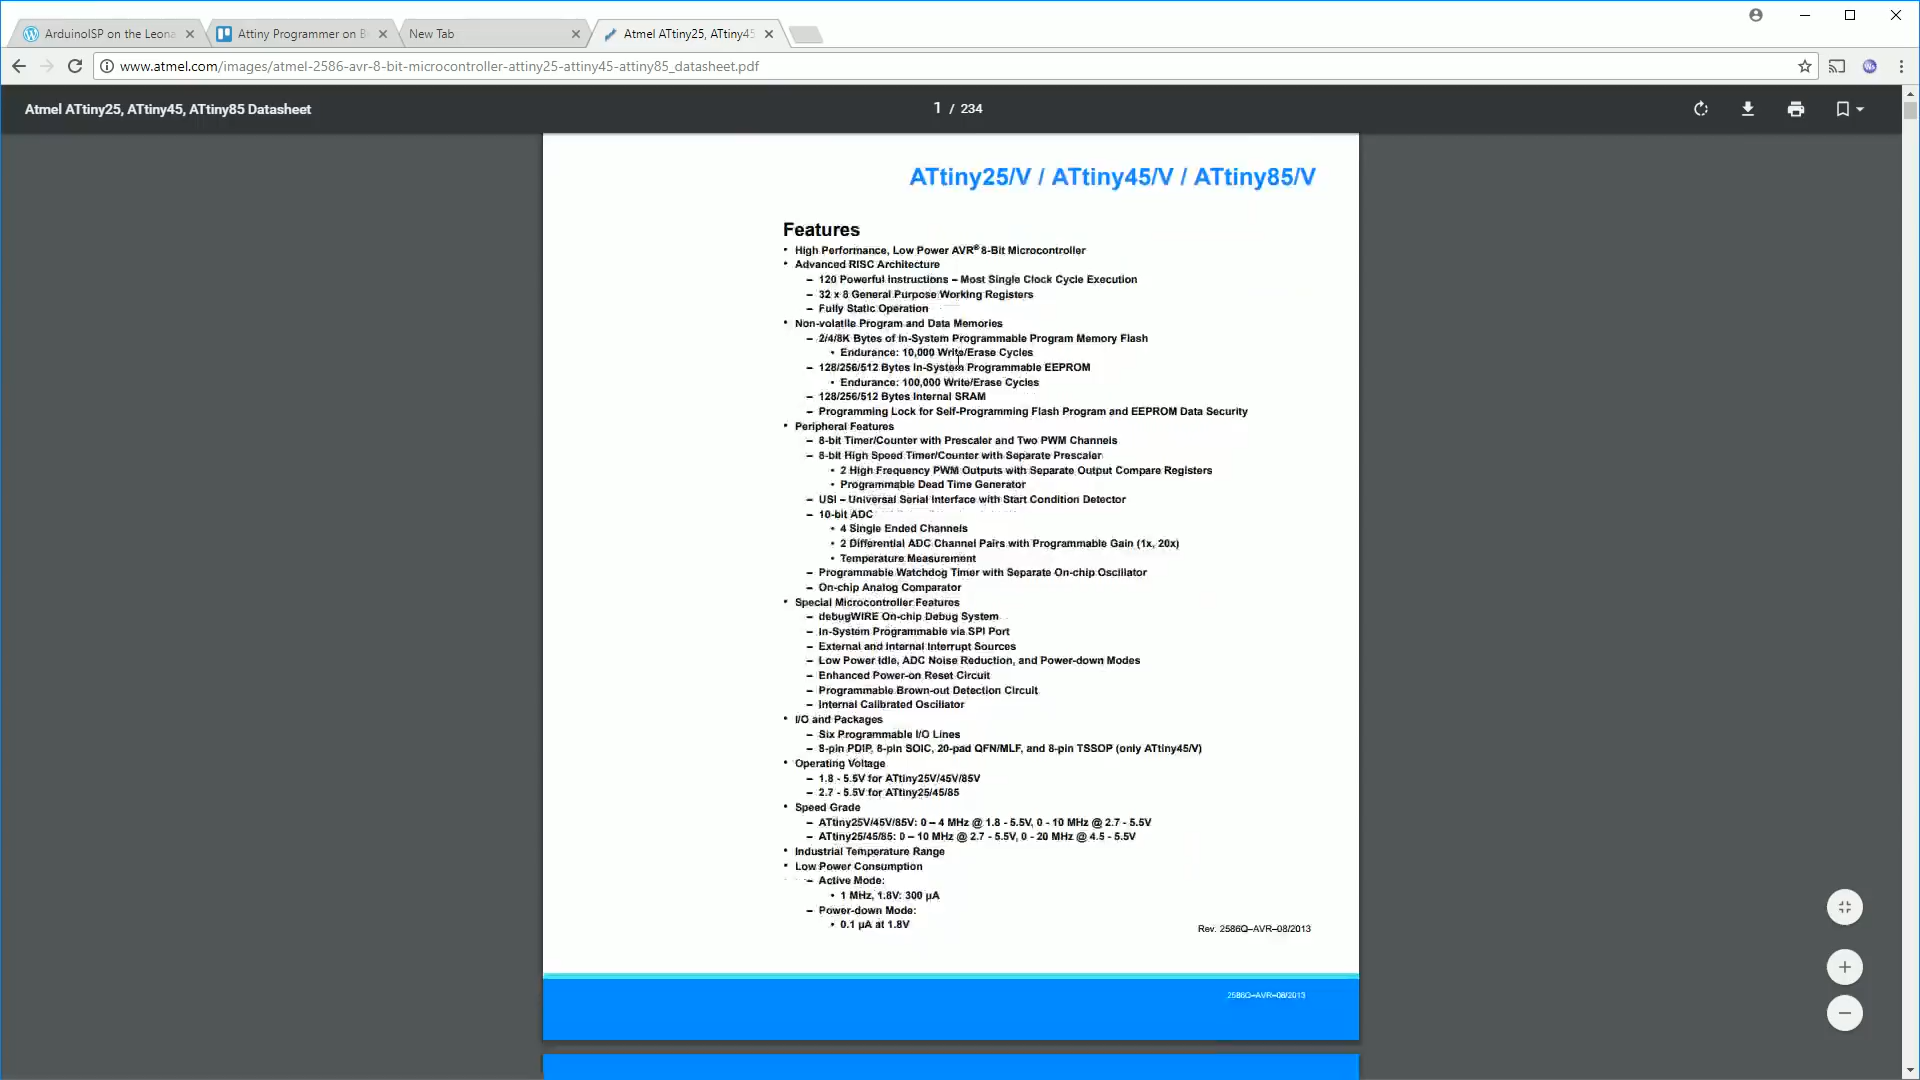 ArduinoISP on the Leona
Attiny Programmer on B
New Tab
Atmel ATtiny25, ATtiny45
www.atmel.com/images/atmel-2586-avr-8-bit-microcontroller-attiny25-attiny45-attiny85_datasheet.pdf
Atmel ATtiny25, ATtiny45, ATtiny85 Datasheet
1 / 234
ATtiny25/V / ATtiny45/V / ATtiny85/V
Features
• High Performance, Low Power AVR® 8-Bit Microcontroller
• Advanced RISC Architecture
– 120 Powerful Instructions – Most Single Clock Cycle Execution
– 32 x 8 General Purpose Working Registers
– Fully Static Operation
• Non-volatile Program and Data Memories
– 2/4/8K Bytes of In-System Programmable Program Memory Flash
• Endurance: 10,000 Write/Erase Cycles
– 128/256/512 Bytes In-System Programmable EEPROM
• Endurance: 100,000 Write/Erase Cycles
– 128/256/512 Bytes Internal SRAM
– Programming Lock for Self-Programming Flash Program and EEPROM Data Security
• Peripheral Features
– 8-bit Timer/Counter with Prescaler and Two PWM Channels
– 8-bit High Speed Timer/Counter with Separate Prescaler
• 2 High Frequency PWM Outputs with Separate Output Compare Registers
• Programmable Dead Time Generator
– USI – Universal Serial Interface with Start Condition Detector
– 10-bit ADC
• 4 Single Ended Channels
• 2 Differential ADC Channel Pairs with Programmable Gain (1x, 20x)
• Temperature Measurement
– Programmable Watchdog Timer with Separate On-chip Oscillator
– On-chip Analog Comparator
• Special Microcontroller Features
– debugWIRE On-chip Debug System
– In-System Programmable via SPI Port
– External and Internal Interrupt Sources
– Low Power Idle, ADC Noise Reduction, and Power-down Modes
– Enhanced Power-on Reset Circuit
– Programmable Brown-out Detection Circuit
– Internal Calibrated Oscillator
• I/O and Packages
– Six Programmable I/O Lines
– 8-pin PDIP, 8-pin SOIC, 20-pad QFN/MLF, and 8-pin TSSOP (only ATtiny45/V)
• Operating Voltage
– 1.8 - 5.5V for ATtiny25V/45V/85V
– 2.7 - 5.5V for ATtiny25/45/85
• Speed Grade
– ATtiny25V/45V/85V: 0 – 4 MHz @ 1.8 - 5.5V, 0 - 10 MHz @ 2.7 - 5.5V
– ATtiny25/45/85: 0 – 10 MHz @ 2.7 - 5.5V, 0 - 20 MHz @ 4.5 - 5.5V
• Industrial Temperature Range
• Low Power Consumption
– Active Mode:
• 1 MHz, 1.8V: 300 µA
– Power-down Mode:
• 0.1 µA at 1.8V
Rev. 2586Q–AVR–08/2013
2586Q–AVR–08/2013